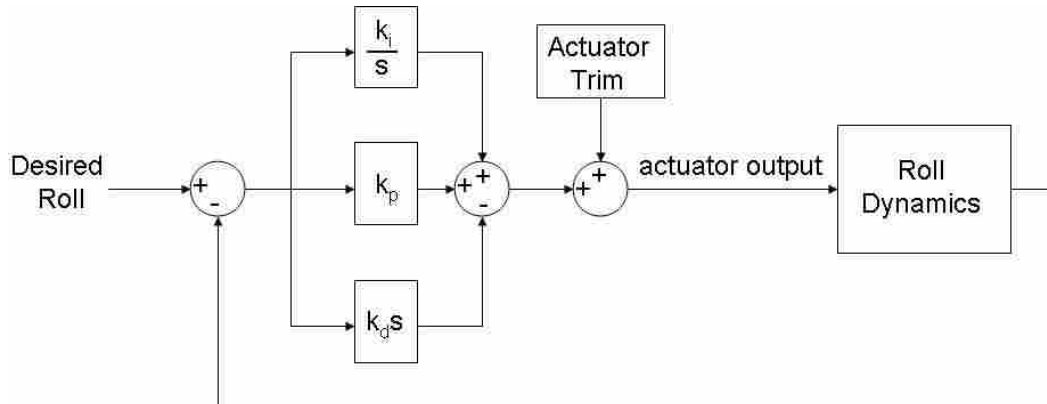 k_i
s
Actuator
Trim
Desired
Roll
+
-
k_p
+
+
-
+
+
actuator output
Roll
Dynamics
k_d s